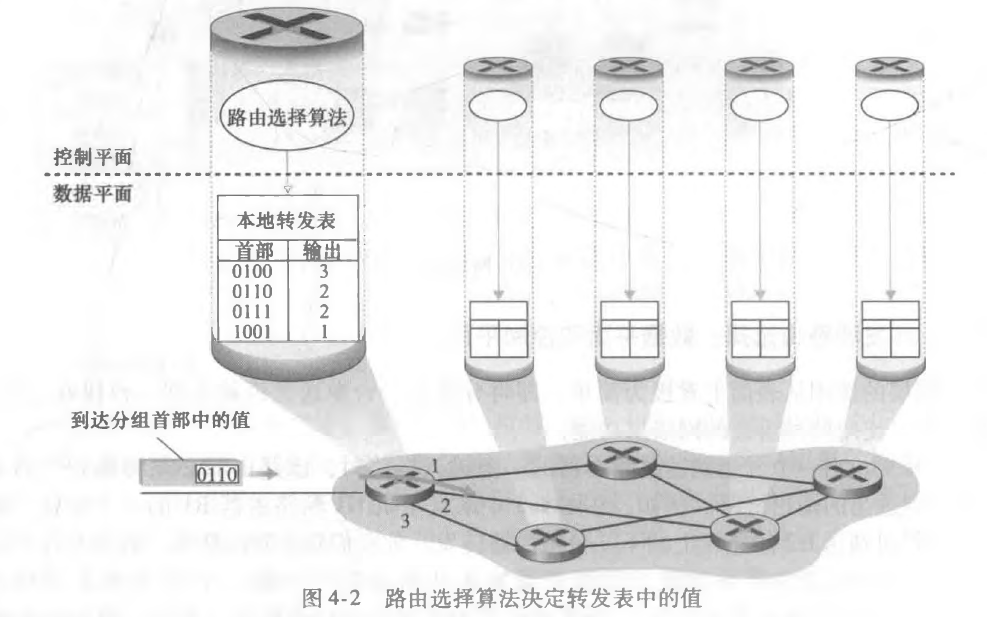 路由选择算法
控制平面
数据平面
本地转发表
首部 输出
0100 3
0110 2
0111 2
1001 1
到达分组首部中的值
0110
1
2
3
图 4-2 路由选择算法决定转发表中的值